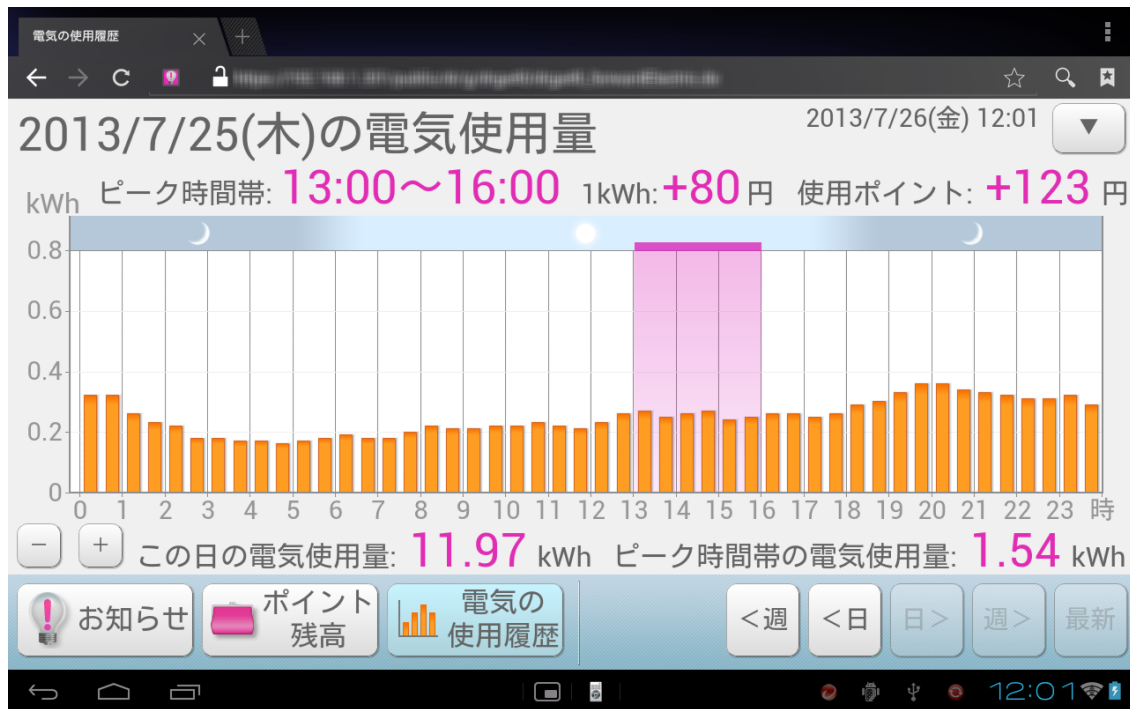 電気の使用履歴
2013/7/25(木)の電気使用量
2013/7/26(金) 12:01
▼
kWh
ピーク時間帯: 13:00～16:00 1kWh:+80 円 使用ポイント: +123 円
0.8
0.6
0.4
0.2
0
0 1 2 3 4 5 6 7 8 9 10 11 12 13 14 15 16 17 18 19 20 21 22 23 時
この日の電気使用量: 11.97 kWh ピーク時間帯の電気使用量: 1.54 kWh
お知らせ
ポイント
残高
電気の
使用履歴
<週
<日
日>
週>
最新
12:01